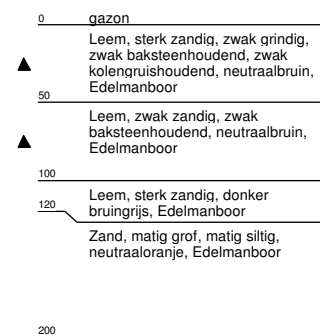 0 gazon
Leem, sterk zandig, zwak grindig,
zwak baksteenhoudend, zwak
kolengruishoudend, neutraalbruin,
Edelmanboor
50
Leem, zwak zandig, zwak
baksteenhoudend, neutraalbruin,
Edelmanboor
100
Leem, sterk zandig, donker
120
bruingrijs, Edelmanboor
Zand, matig grof, matig siltig,
neutraaloranje, Edelmanboor
200